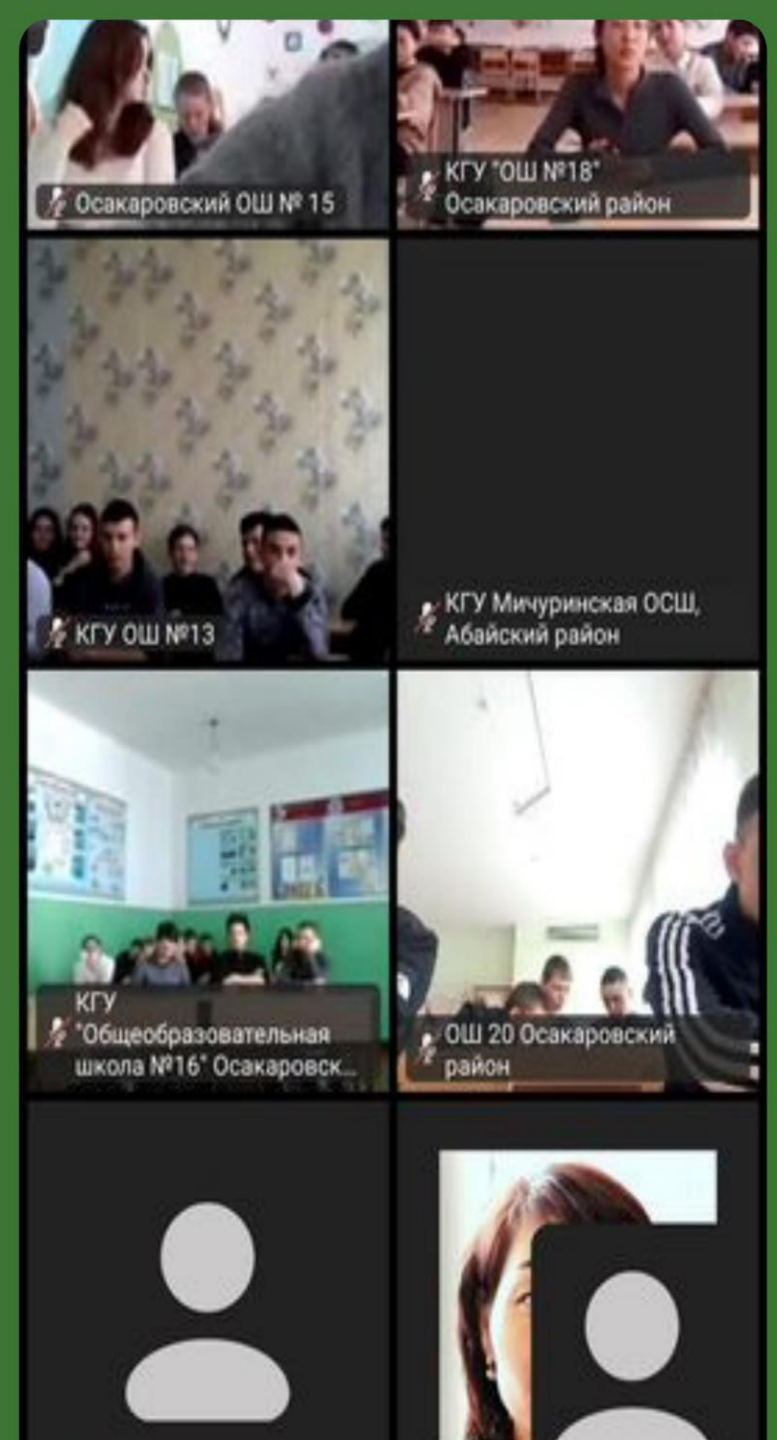 Осакаровский ОШ № 15
КГУ "ОШ №18"
Осакаровский район
КГУ ОШ №13
КГУ Мичуринская ОСШ,
Абайский район
КГУ
"Общеобразовательная
школа №16" Осакаровск...
ОШ 20 Осакаровский
район